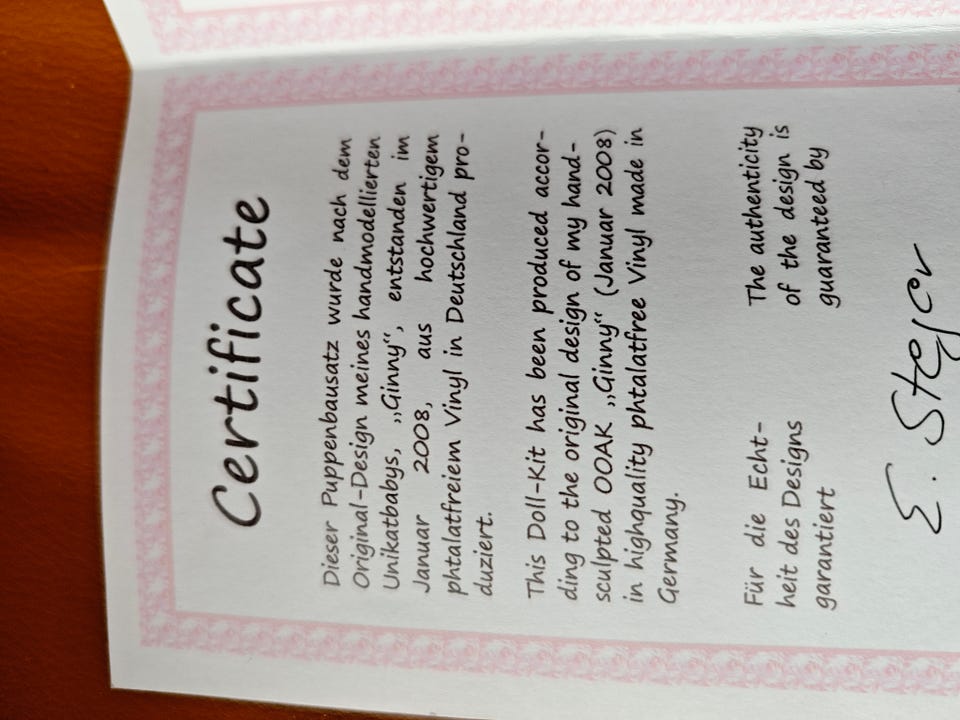 Certificate
Dieser Puppenbausatz wurde nach dem
Original-Design meines handmodellierten
Unikatbabys, „Ginny“, entstanden im
Januar 2008, aus hochwertigem
phtalatfreiem Vinyl in Deutschland pro-
duziert.
This Doll-Kit has been produced accor-
ding to the original design of my hand-
sculpted OOAK „Ginny“ (Januar 2008)
in highquality phtalatfree Vinyl made in
Germany.
Für die Echt-
heit des Designs
garantiert
The authenticity
of the design is
guaranteed by
E.